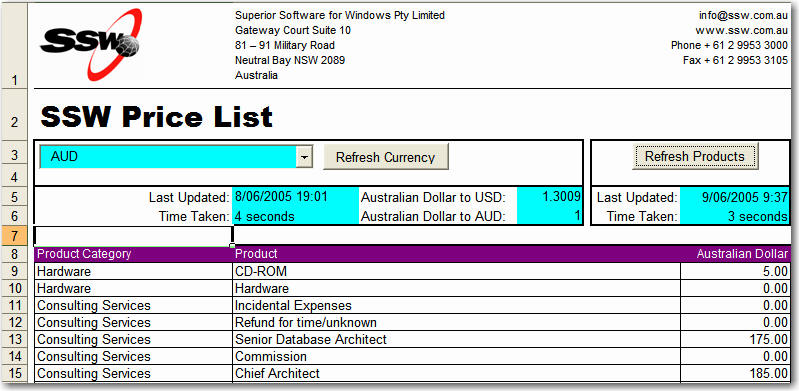 SSW
Superior Software for Windows Pty Limited
Gateway Court Suite 10
81 – 91 Military Road
Neutral Bay NSW 2089
Australia
info@ssw.com.au
www.ssw.com.au
Phone + 61 2 9953 3000
Fax + 61 2 9953 3105
1
2 SSW Price List
3 AUD Refresh Currency Refresh Products
4
5 Last Updated: 8/06/2005 19:01 Australian Dollar to USD: 1.3009 Last Updated: 9/06/2005 9:37
6 Time Taken: 4 seconds Australian Dollar to AUD: 1 Time Taken: 3 seconds
7
8 Product Category Product Australian Dollar
9 Hardware CD-ROM 5.00
10 Hardware Hardware 0.00
11 Consulting Services Incidental Expenses 0.00
12 Consulting Services Refund for time/unknown 0.00
13 Consulting Services Senior Database Architect 175.00
14 Consulting Services Commission 0.00
15 Consulting Services Chief Architect 185.00